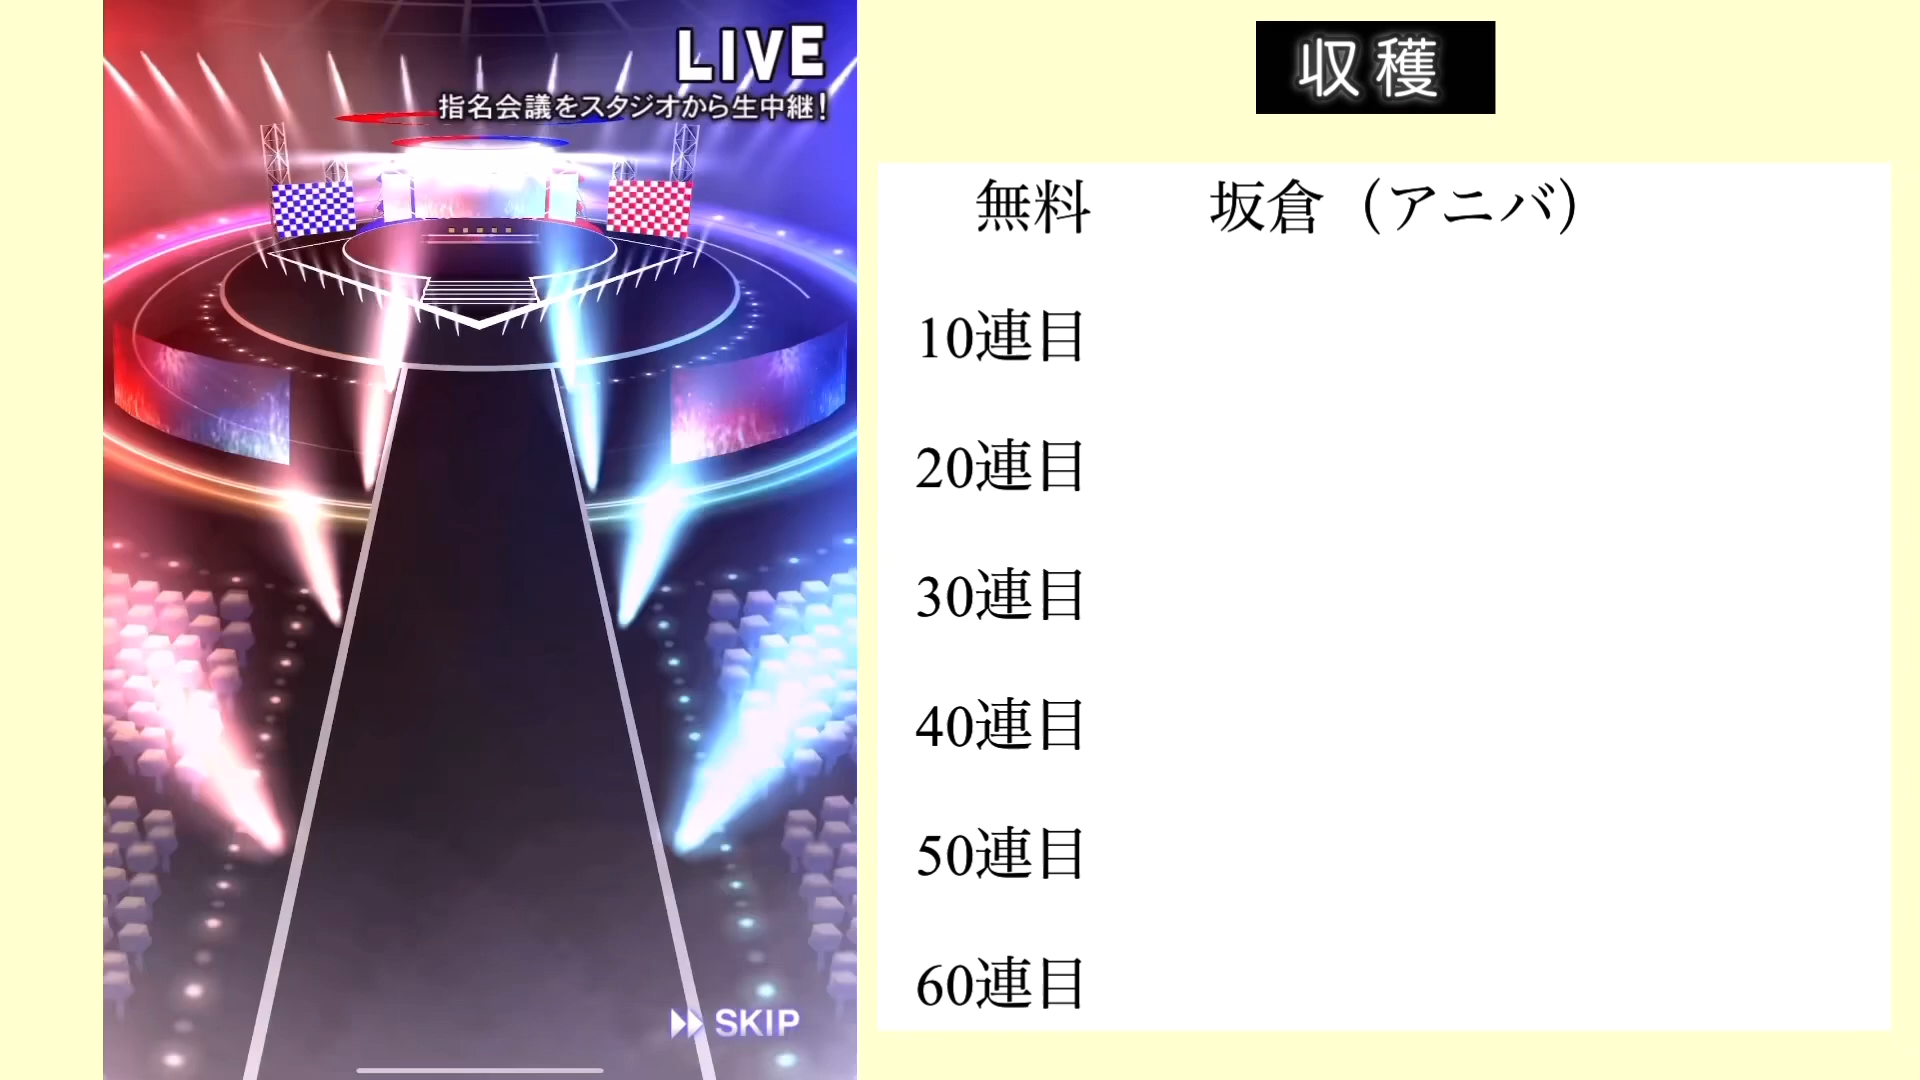 LIVE
指名会議をスタジオから生中継!
SKIP
収穫
無料 坂倉（アニバ）
10連目
20連目
30連目
40連目
50連目
60連目